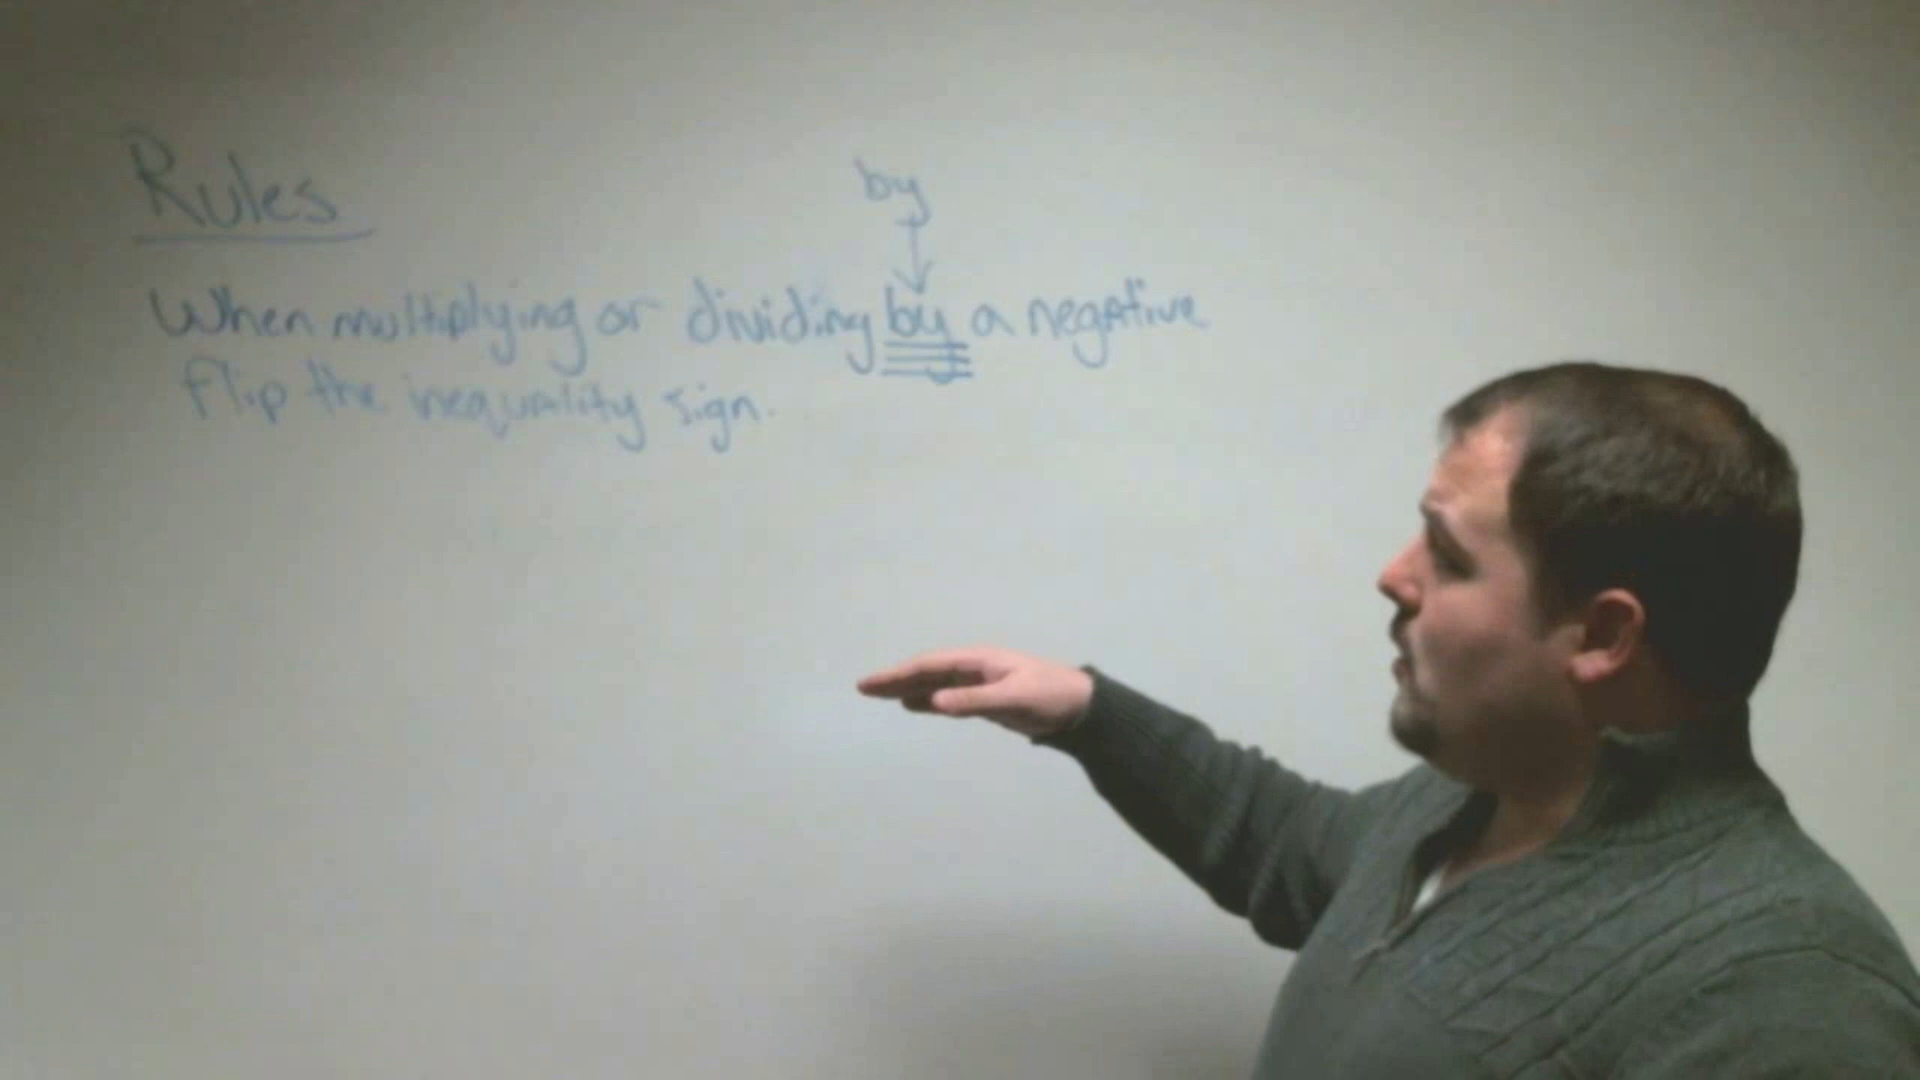 Rules
by
When multiplying or dividing by a negative
flip the inequality sign.